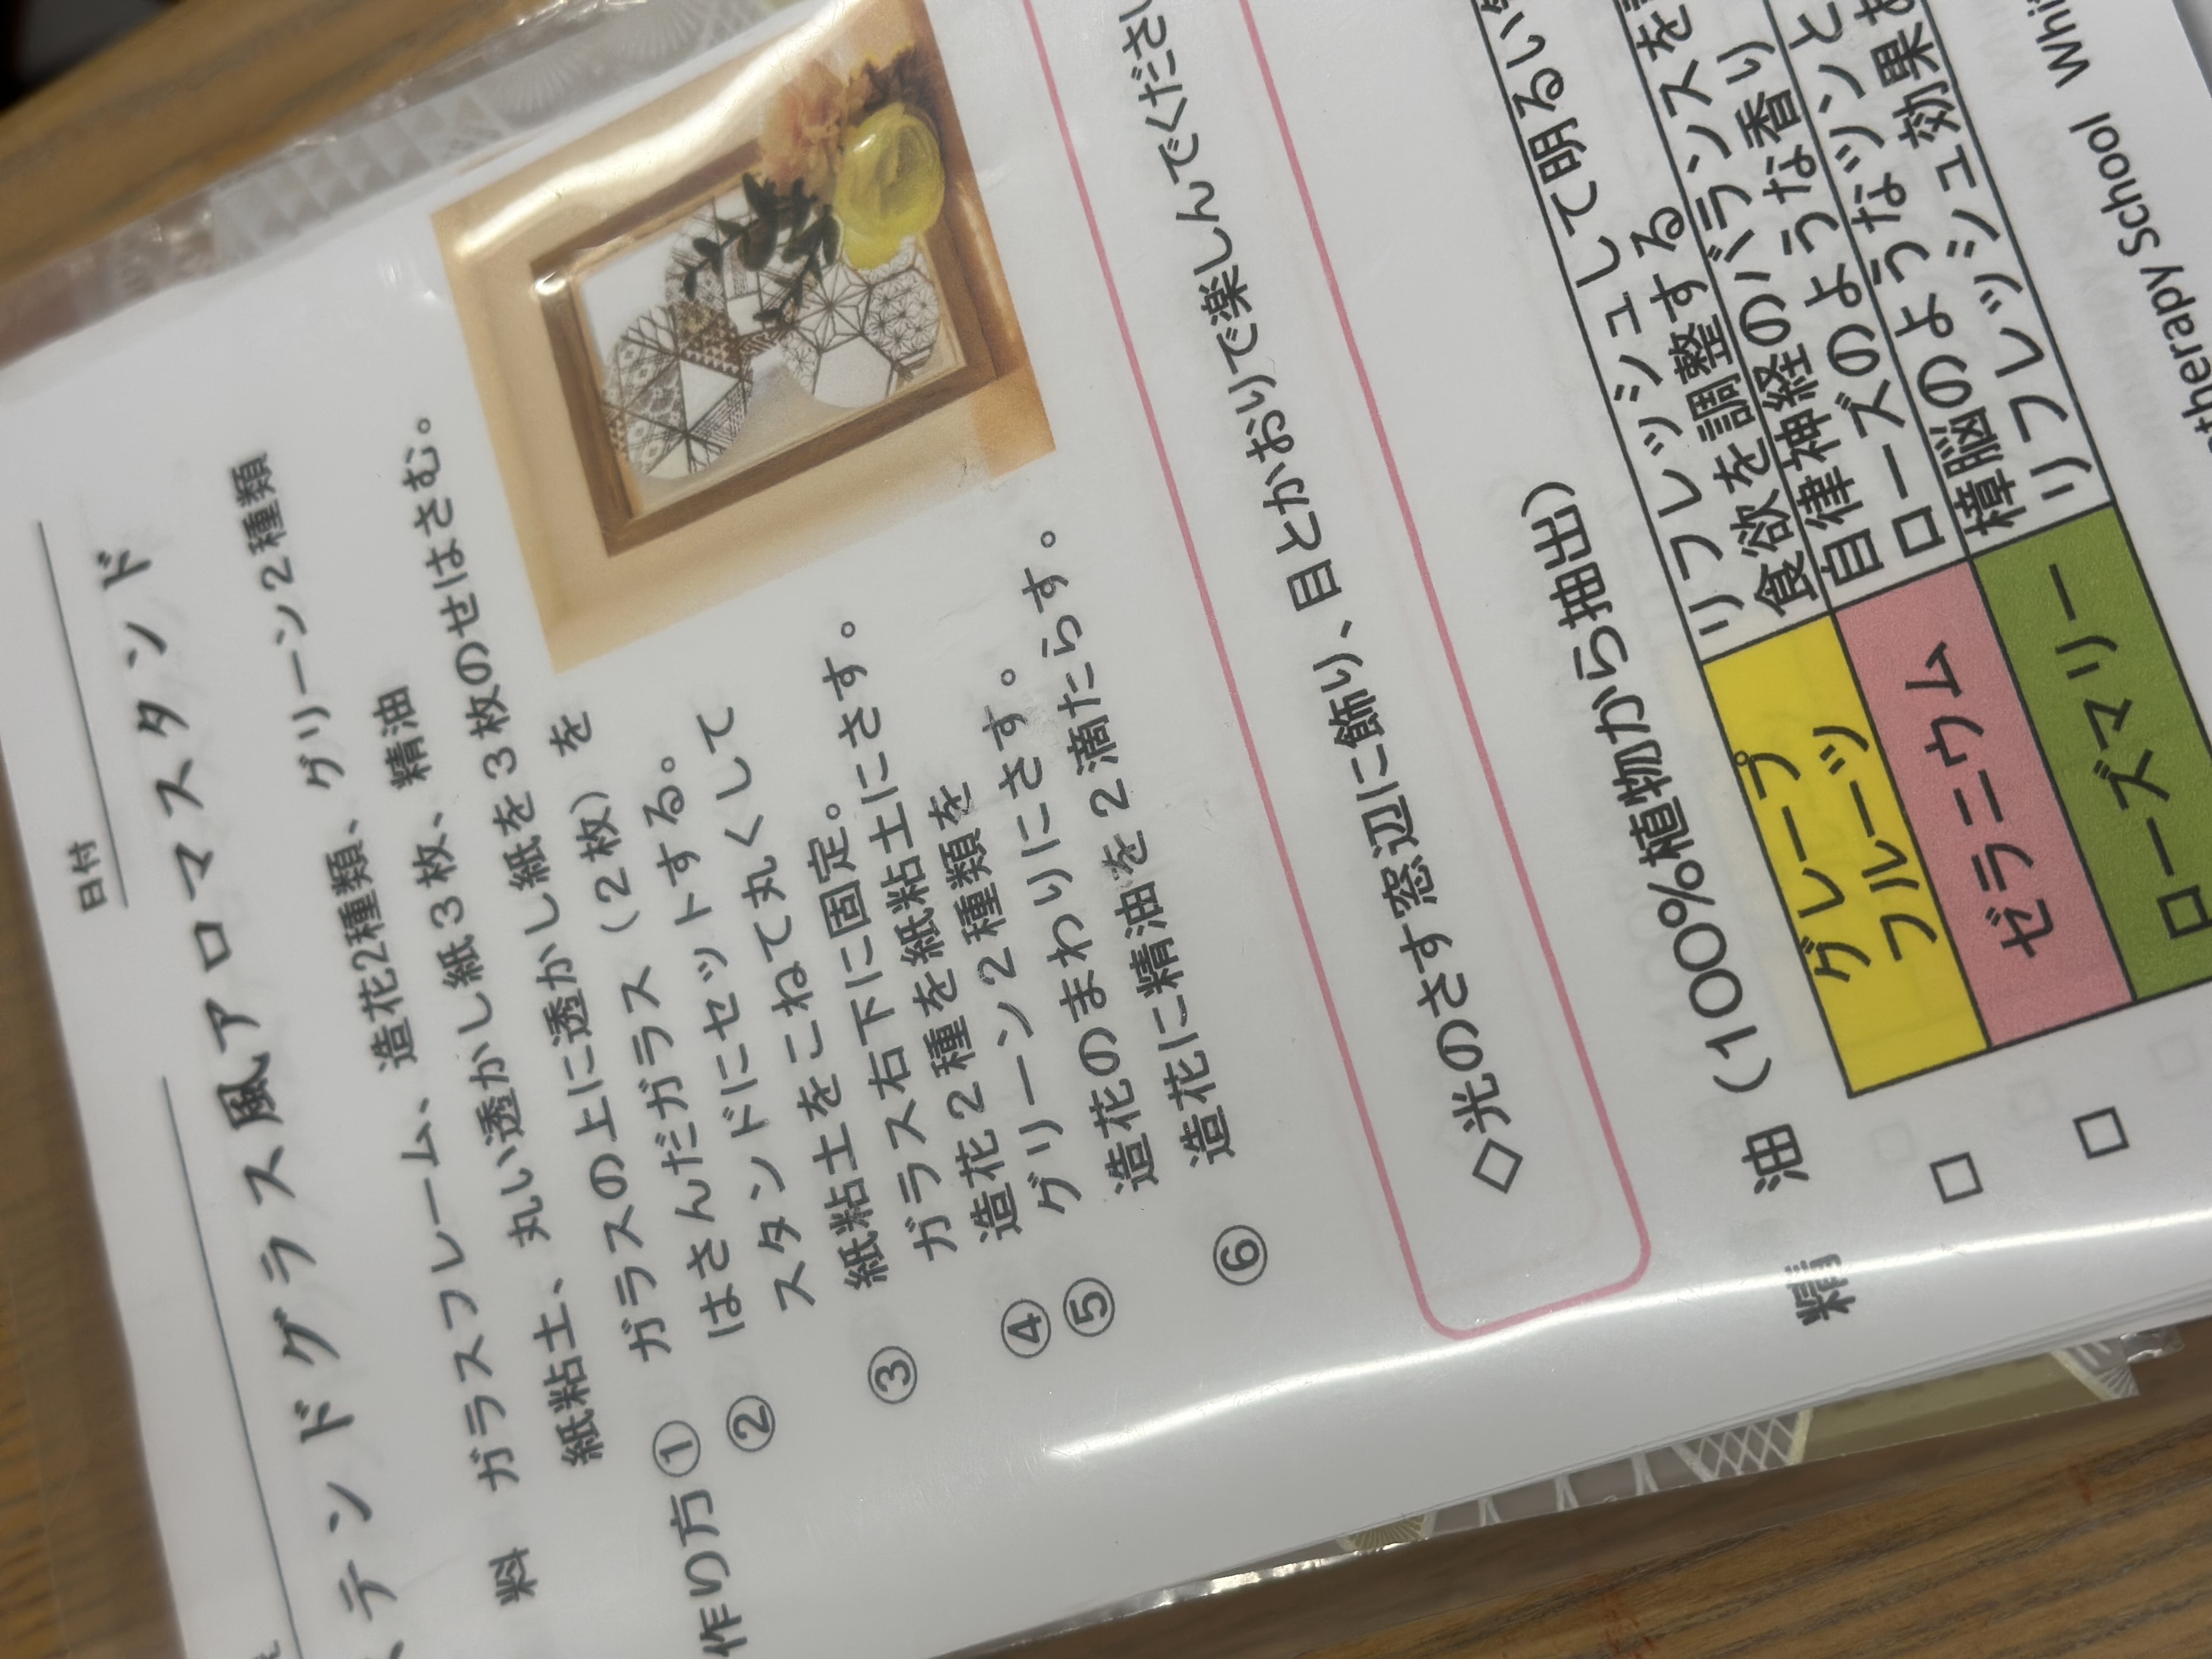 日付
ステンドグラス風アロマスタンド
料 ガラスフレーム、造花2種類、グリーン2種類
紙粘土、丸い透かし紙3枚、精油
作り方① ガラスの上に透かし紙を3枚のせはさむ。
② ガラスだガラス（2枚）を
はさんだガラス（2枚）を
スタンドにセットする。
③ 紙粘土をこねて丸くして
ガラス右下に固定。
④ 造花2種を紙粘土にさす。
⑤ グリーン2種類を
造花のまわりにさす。
⑥ 造花に精油を2滴たらす。
◇光のさす窓辺に飾り、目とかおりで楽しんでください
精 油（100%植物から抽出）
□ グレープ
フルーツ
リフレッシュして明るい
食欲を調整する
□ ゼラニウム
自律神経のバランスを
ローズのような香り
ローズマリー
樟脳のようなツンと
リフレッシュ効果
therapy School Whi